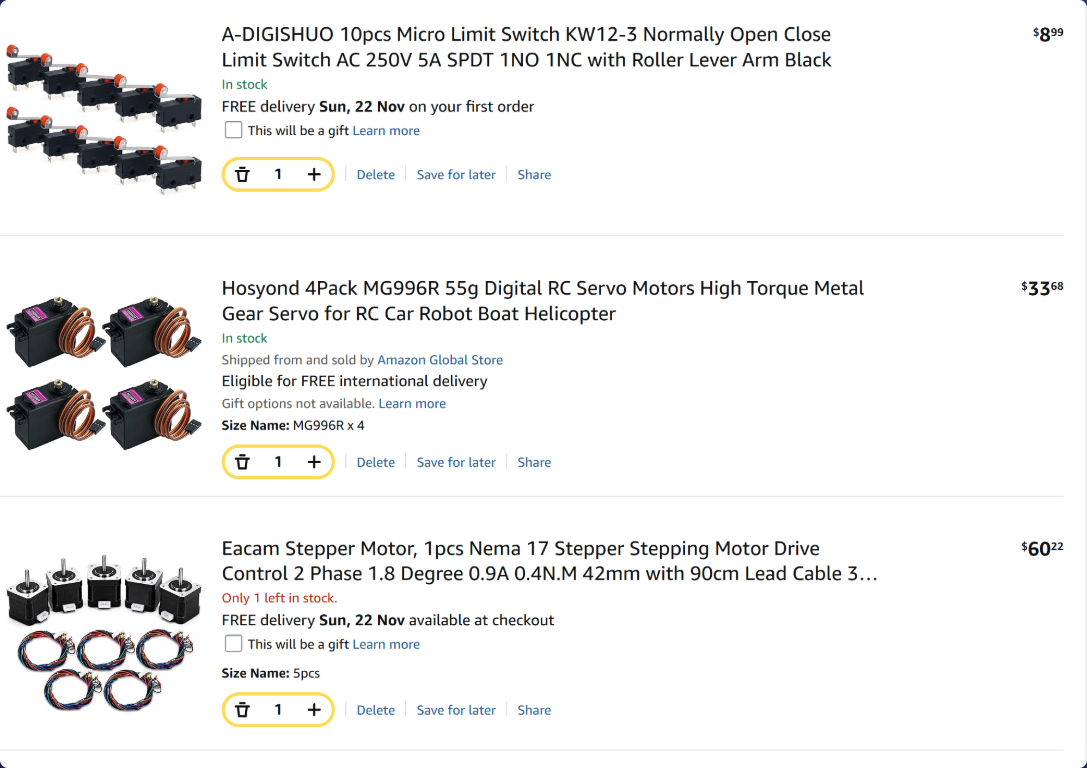 A-DIGISHUO 10pcs Micro Limit Switch KW12-3 Normally Open Close
$8.99
Limit Switch AC 250V 5A SPDT 1NO 1NC with Roller Lever Arm Black
In stock
FREE delivery Sun, 22 Nov on your first order
This will be a gift Learn more
1 + Delete Save for later Share
Hosyond 4Pack MG996R 55g Digital RC Servo Motors High Torque Metal
$33.68
Gear Servo for RC Car Robot Boat Helicopter
In stock
Shipped from and sold by Amazon Global Store
Eligible for FREE international delivery
Gift options not available. Learn more
Size Name: MG996R x 4
1 + Delete Save for later Share
Eacam Stepper Motor, 1pcs Nema 17 Stepper Stepping Motor Drive
$60.22
Control 2 Phase 1.8 Degree 0.9A 0.4N.M 42mm with 90cm Lead Cable 3…
Only 1 left in stock.
FREE delivery Sun, 22 Nov available at checkout
This will be a gift Learn more
Size Name: 5pcs
1 + Delete Save for later Share